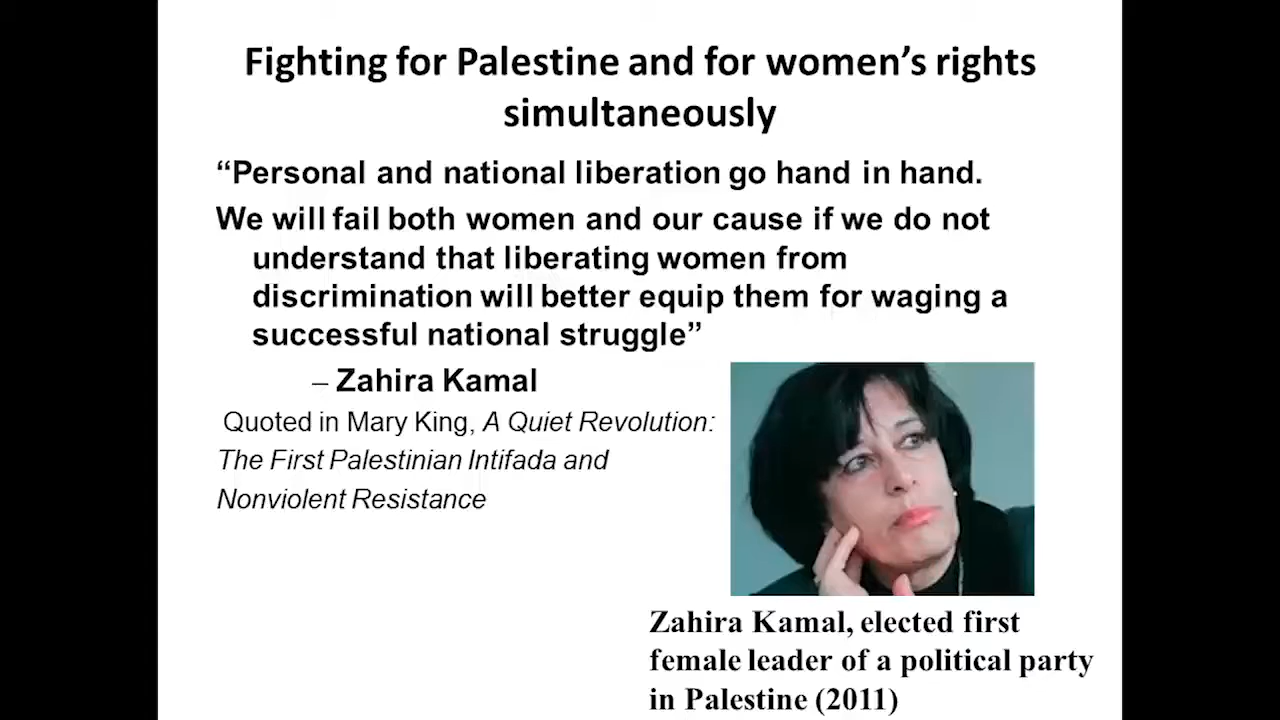 Fighting for Palestine and for women’s rights
simultaneously
“Personal and national liberation go hand in hand.
We will fail both women and our cause if we do not
understand that liberating women from
discrimination will better equip them for waging a
successful national struggle”
– Zahira Kamal
Quoted in Mary King, A Quiet Revolution:
The First Palestinian Intifada and
Nonviolent Resistance
Zahira Kamal, elected first
female leader of a political party
in Palestine (2011)